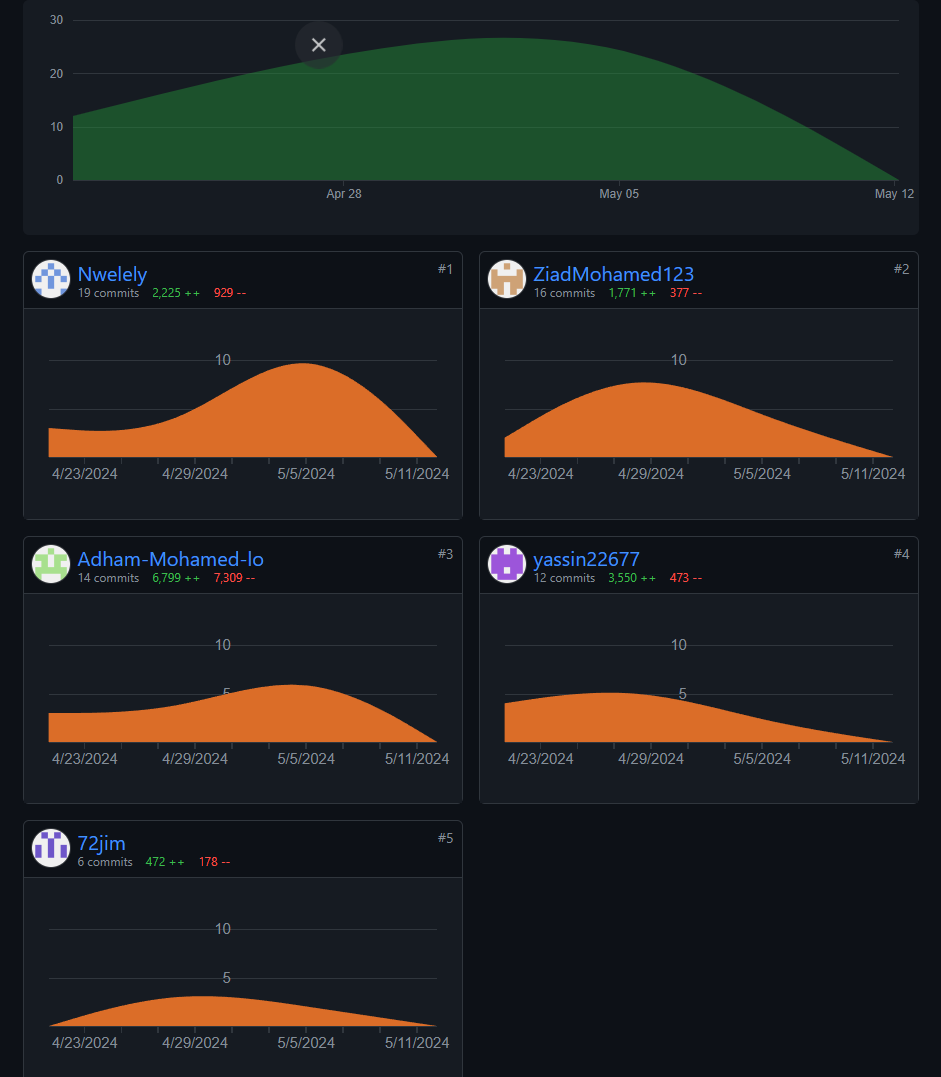 30
20
10
0
Apr 28 May 05 May 12
Nwelely #1
19 commits 2,225 ++ 929 --
10
4/23/2024 4/29/2024 5/5/2024 5/11/2024
ZiadMohamed123 #2
16 commits 1,771 ++ 377 --
10
4/23/2024 4/29/2024 5/5/2024 5/11/2024
Adham-Mohamed-lo #3
14 commits 6,799 ++ 7,309 --
10
5
4/23/2024 4/29/2024 5/5/2024 5/11/2024
yassin22677 #4
12 commits 3,550 ++ 473 --
10
5
4/23/2024 4/29/2024 5/5/2024 5/11/2024
72jim #5
6 commits 472 ++ 178 --
10
5
4/23/2024 4/29/2024 5/5/2024 5/11/2024